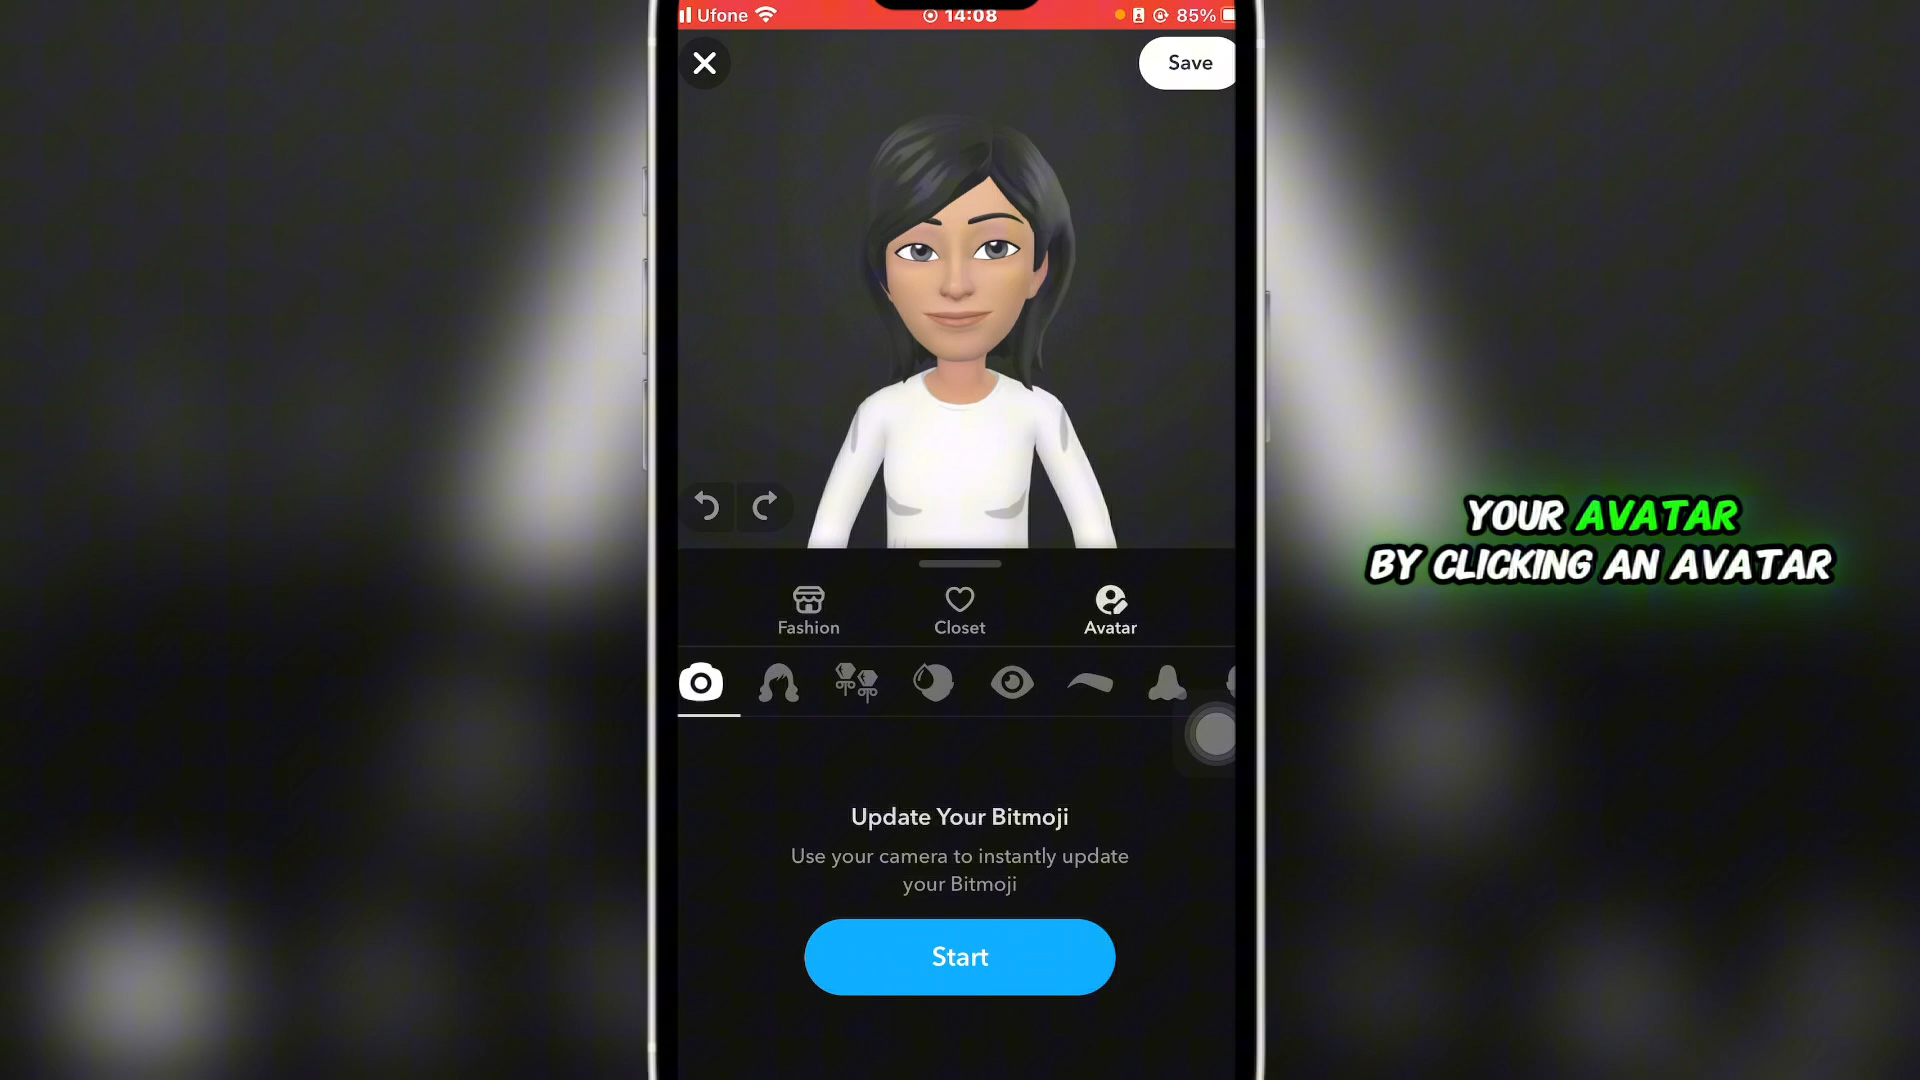 Ufone 14:08 85%
Save
YOUR AVATAR
BY CLICKING AN AVATAR
Fashion Closet Avatar
Update Your Bitmoji
Use your camera to instantly update
your Bitmoji
Start